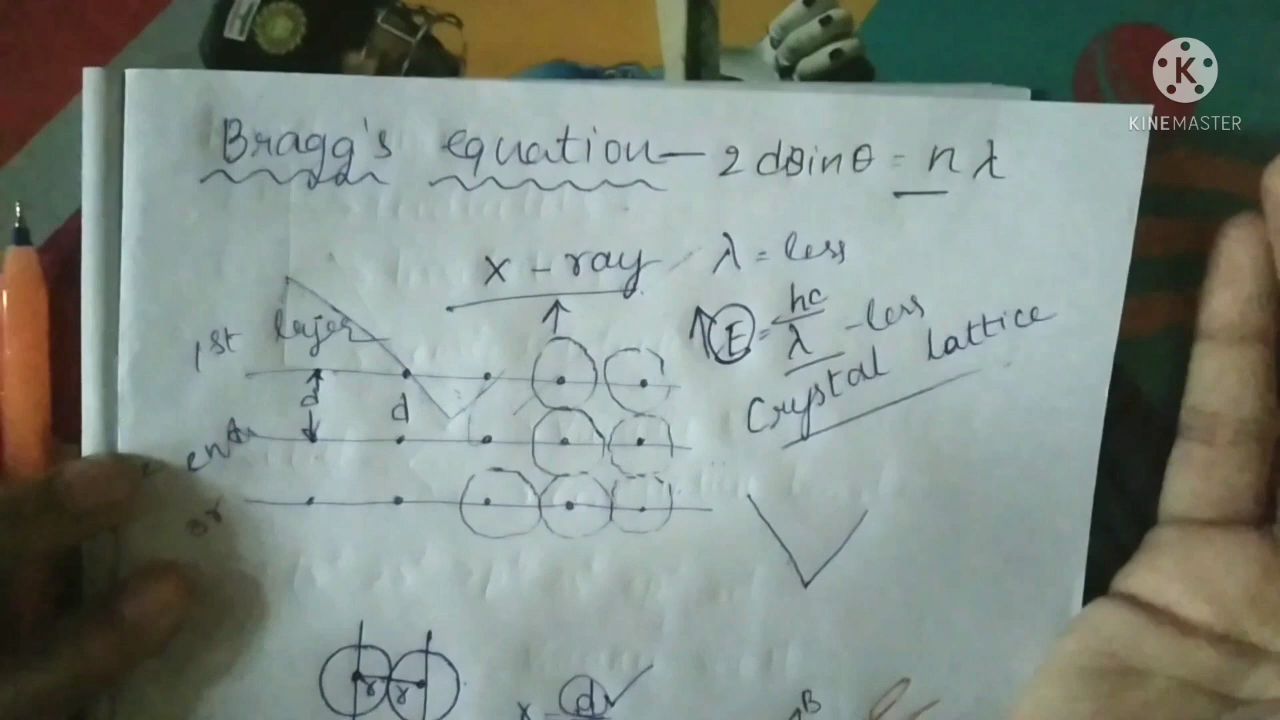 Bragg's equation - 2dsinθ = nλ
x-ray λ = less
↑E = hc/λ - less
1st layer
crystal lattice
d
d
r r
d
B
K
KINEMASTER